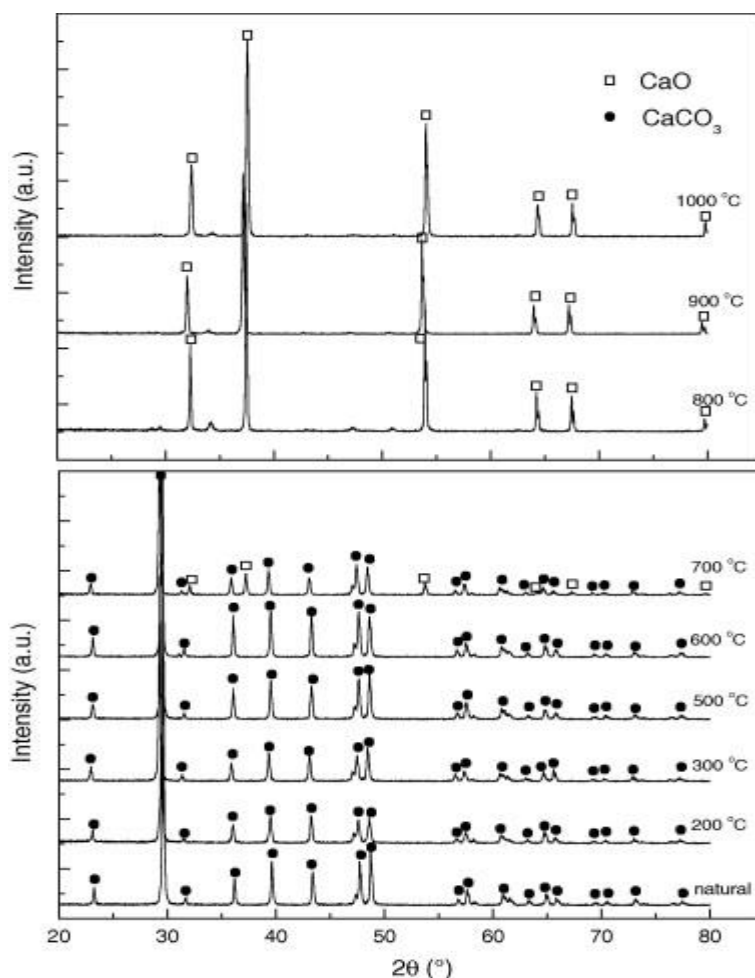 CaO
CaCO₃
Intensity (a.u.)
1000 °C
900 °C
800 °C
Intensity (a.u.)
700 °C
600 °C
500 °C
300 °C
200 °C
natural
20 30 40 50 60 70 80
2θ (°)